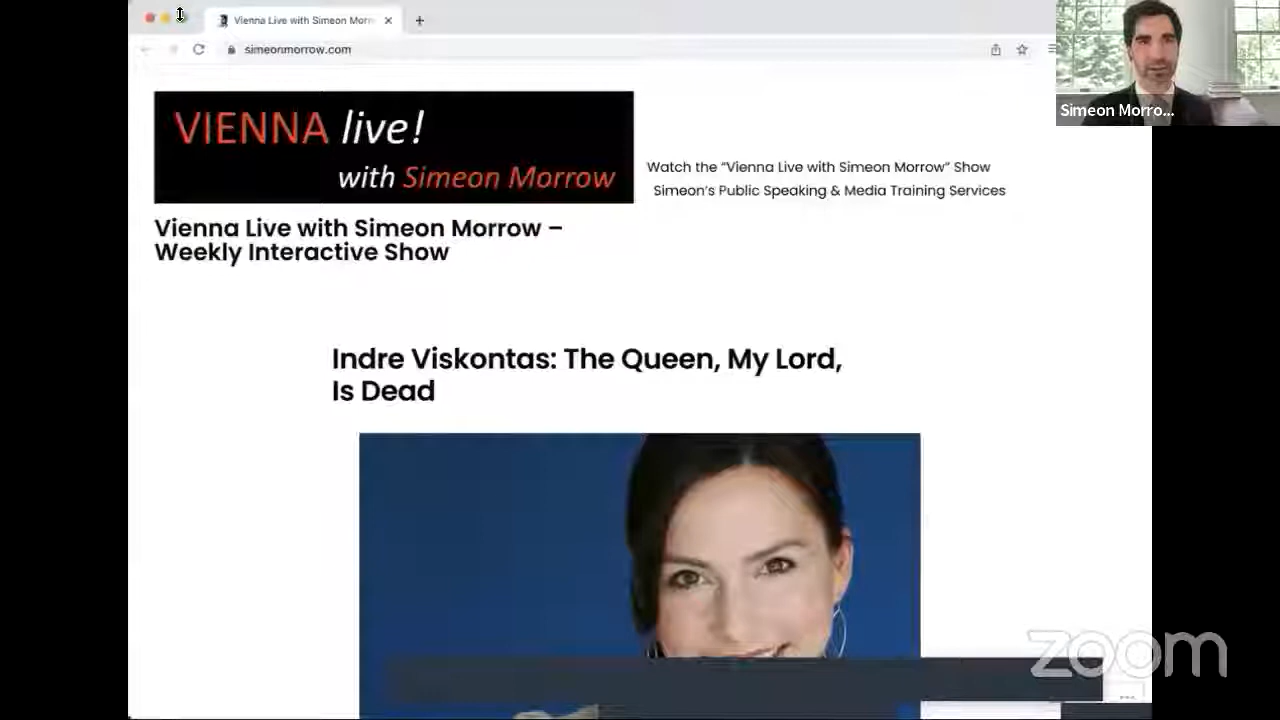 Vienna Live with Simeon Morr
simeonmorrow.com
Simeon Morro...
VIENNA live!
with Simeon Morrow
Watch the “Vienna Live with Simeon Morrow” Show
Simeon’s Public Speaking & Media Training Services
Vienna Live with Simeon Morrow –
Weekly Interactive Show
Indre Viskontas: The Queen, My Lord,
Is Dead
zoom